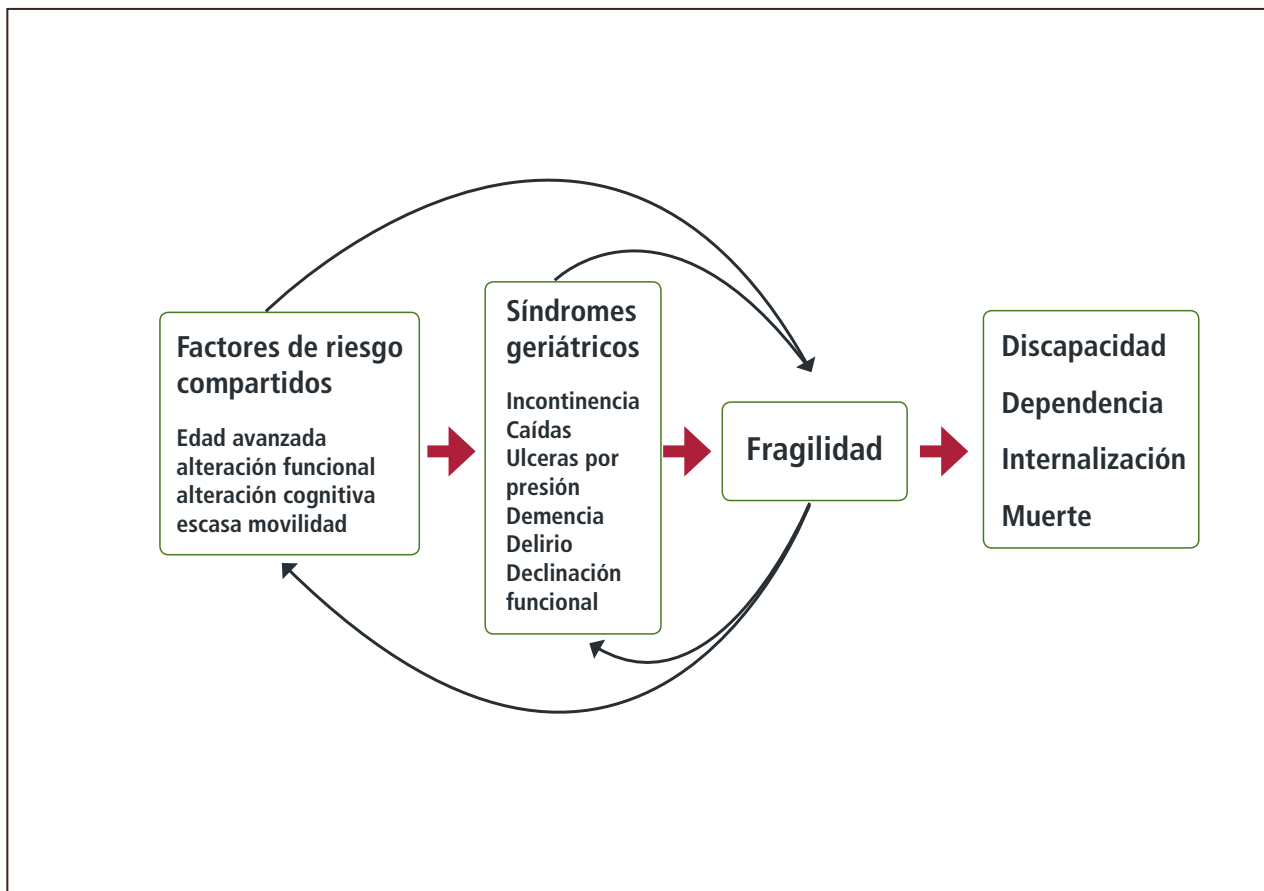 Factores de riesgo
compartidos
Edad avanzada
alteración funcional
alteración cognitiva
escasa movilidad
Síndromes
geriátricos
Incontinencia
Caídas
Ulceras por
presión
Demencia
Delirio
Declinación
funcional
Fragilidad
Discapacidad
Dependencia
Internalización
Muerte